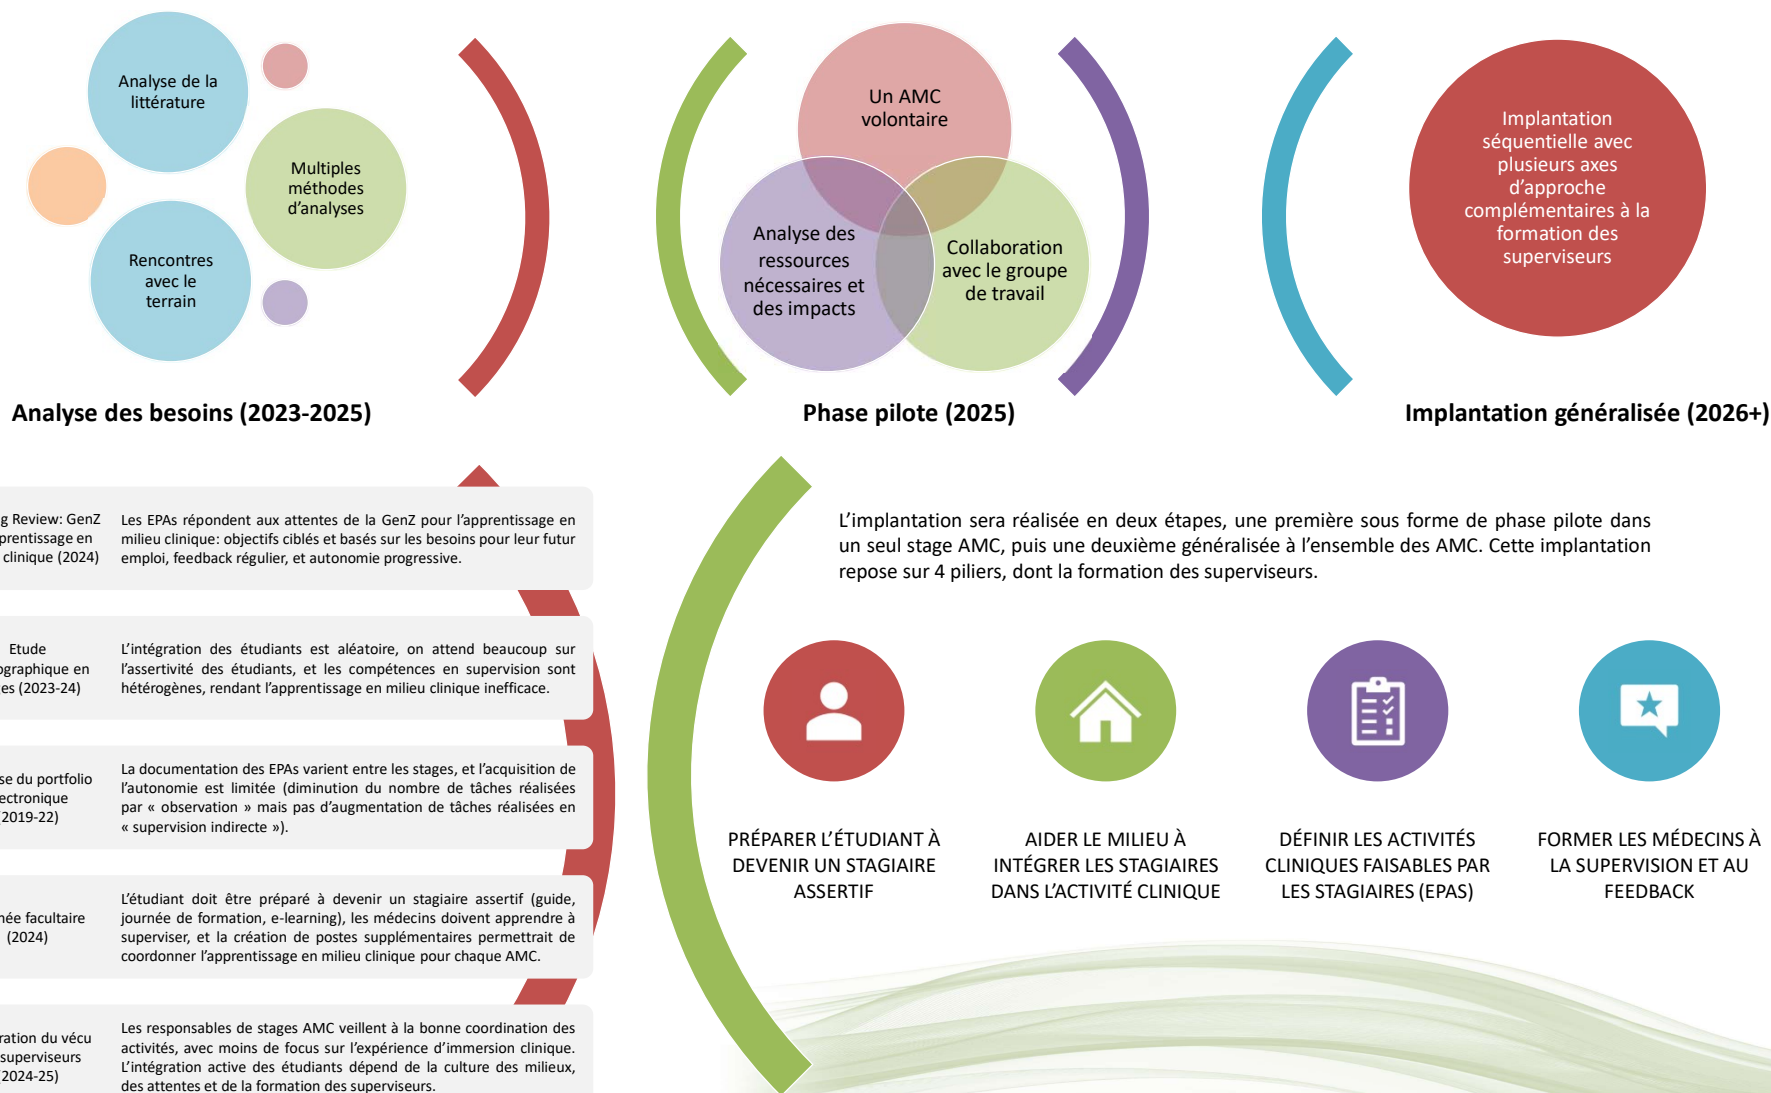 Analyse de la
littérature
Multiples
méthodes
d'analyses
Rencontres
avec le
terrain
Analyse des besoins (2023-2025)
Un AMC
volontaire
Analyse des
ressources
nécessaires et
des impacts
Collaboration
avec le groupe
de travail
Phase pilote (2025)
Implantation
séquentielle avec
plusieurs axes
d'approche
complémentaires à la
formation des
superviseurs
Implantation généralisée (2026+)
g Review: GenZ
prentissage en
clinique (2024)
Les EPAs répondent aux attentes de la GenZ pour l'apprentissage en
milieu clinique: objectifs ciblés et basés sur les besoins pour leur futur
emploi, feedback régulier, et autonomie progressive.
Etude
ographique en
es (2023-24)
L'intégration des étudiants est aléatoire, on attend beaucoup sur
l'assertivité des étudiants, et les compétences en supervision sont
hétérogènes, rendant l'apprentissage en milieu clinique inefficace.
se du portfolio
ectronique
2019-22)
La documentation des EPAs varient entre les stages, et l'acquisition de
l'autonomie est limitée (diminution du nombre de tâches réalisées
par « observation » mais pas d'augmentation de tâches réalisées en
« supervision indirecte »).
née facultaire
(2024)
L'étudiant doit être préparé à devenir un stagiaire assertif (guide,
journée de formation, e-learning), les médecins doivent apprendre à
superviser, et la création de postes supplémentaires permettrait de
coordonner l'apprentissage en milieu clinique pour chaque AMC.
ration du vécu
superviseurs
2024-25)
Les responsables de stages AMC veillent à la bonne coordination des
activités, avec moins de focus sur l'expérience d'immersion clinique.
L'intégration active des étudiants dépend de la culture des milieux,
des attentes et de la formation des superviseurs.
L'implantation sera réalisée en deux étapes, une première sous forme de phase pilote dans
un seul stage AMC, puis une deuxième généralisée à l'ensemble des AMC. Cette implantation
repose sur 4 piliers, dont la formation des superviseurs.
PRÉPARER L'ÉTUDIANT À
DEVENIR UN STAGIAIRE
ASSERTIF
AIDER LE MILIEU À
INTÉGRER LES STAGIAIRES
DANS L'ACTIVITÉ CLINIQUE
DÉFINIR LES ACTIVITÉS
CLINIQUES FAISABLES PAR
LES STAGIAIRES (EPAS)
FORMER LES MÉDECINS À
LA SUPERVISION ET AU
FEEDBACK